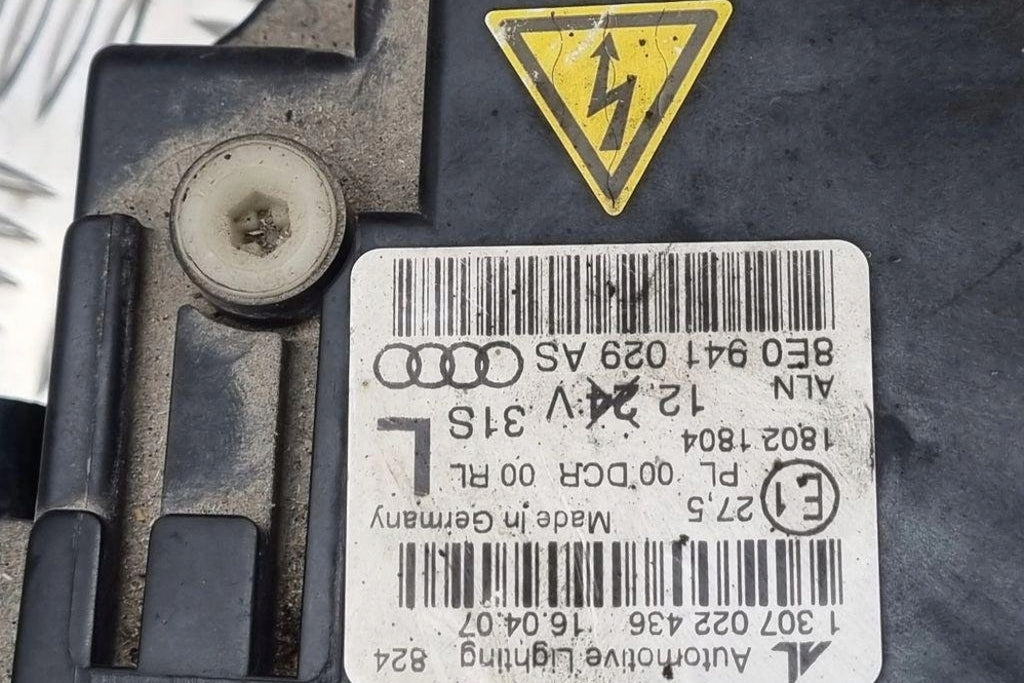 Automotive Lighting 824
1 307 022 436 16.04.07
Made in Germany
E1 27,5
PL 00 DCR 00 RL L
1802 1804
12 24 V 31S
ALN
8E0 941 029 AS